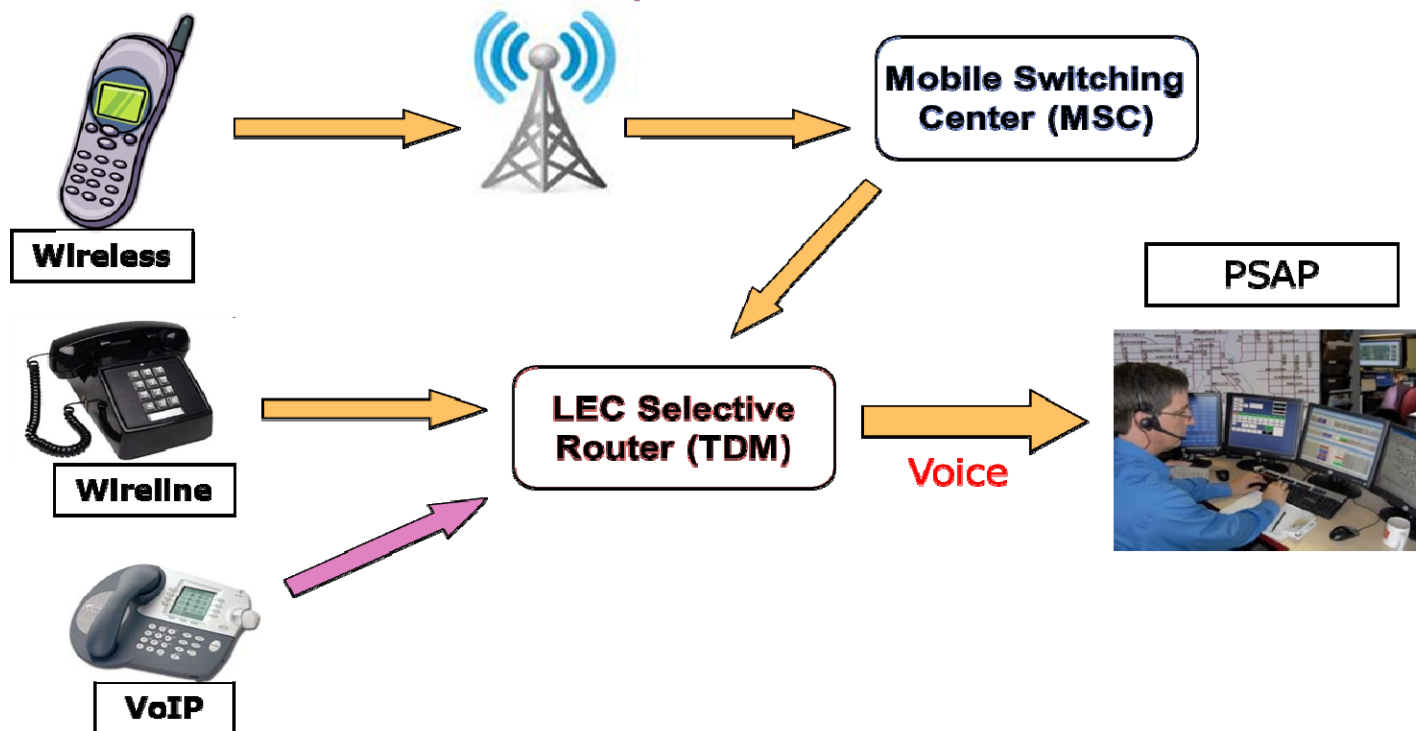 Mobile Switching
Center (MSC)
Wireless
PSAP
LEC Selective
Router (TDM)
Voice
Wireline
VoIP